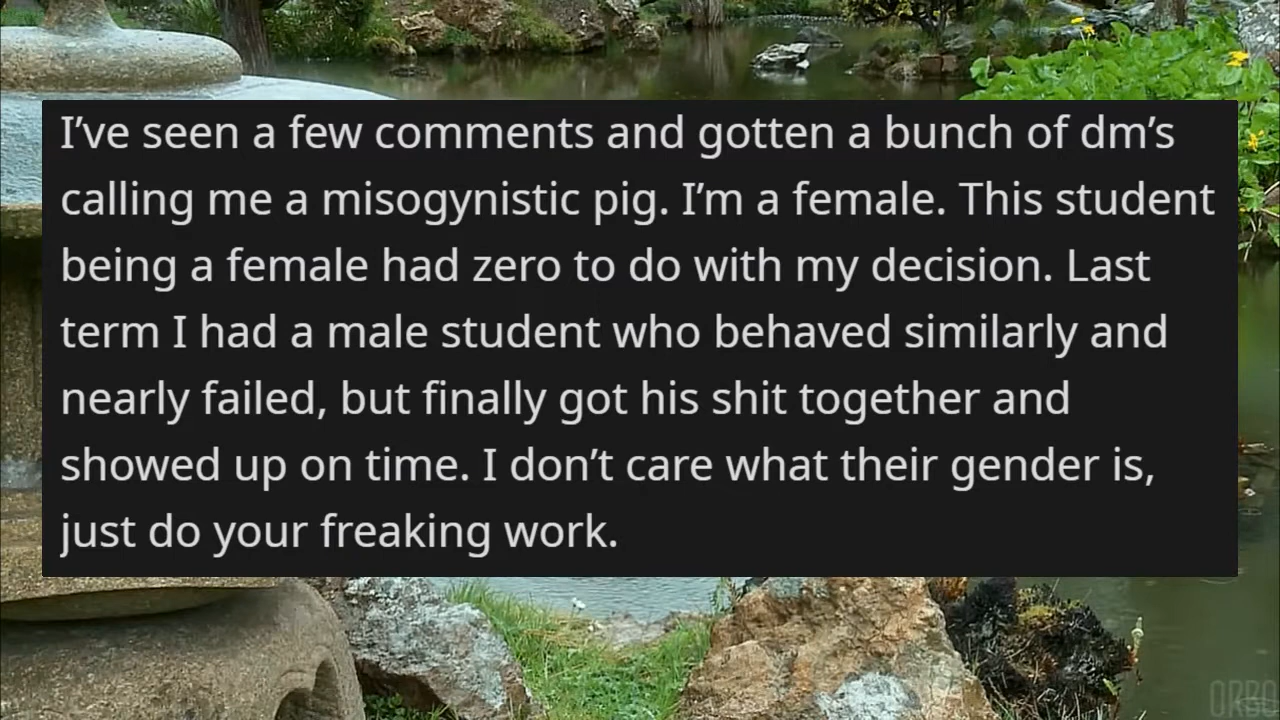 I’ve seen a few comments and gotten a bunch of dm’s
calling me a misogynistic pig. I’m a female. This student
being a female had zero to do with my decision. Last
term I had a male student who behaved similarly and
nearly failed, but finally got his shit together and
showed up on time. I don’t care what their gender is,
just do your freaking work.